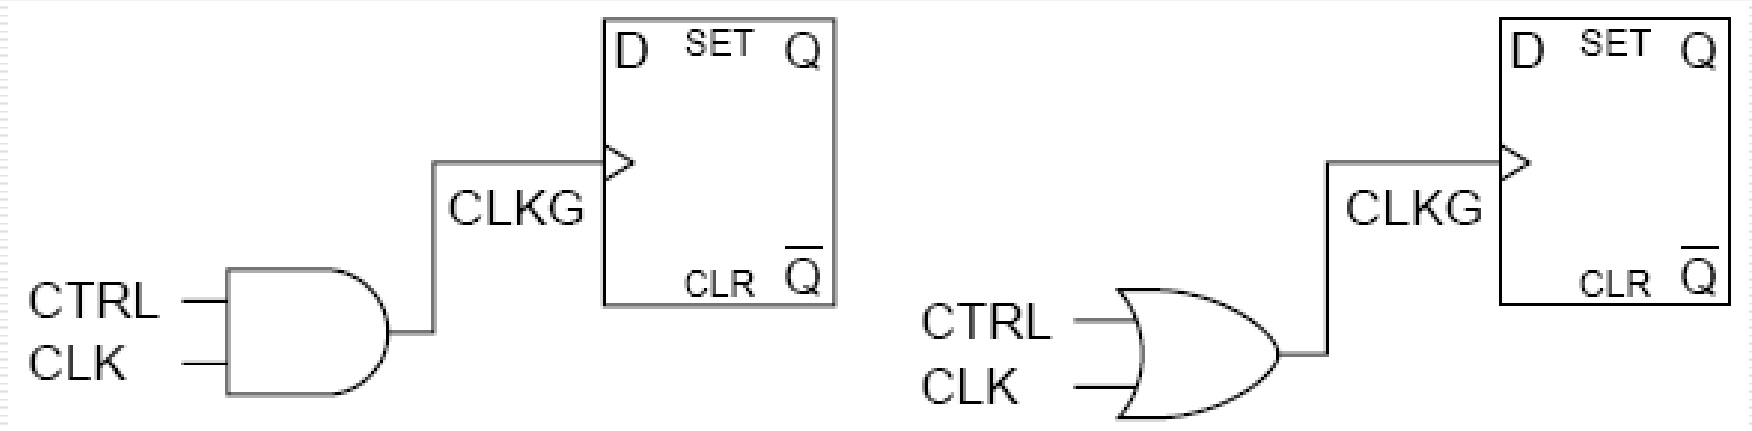 D SET Q
CLKG
CLR Q̅
CTRL
CLK
D SET Q
CLKG
CLR Q̅
CTRL
CLK